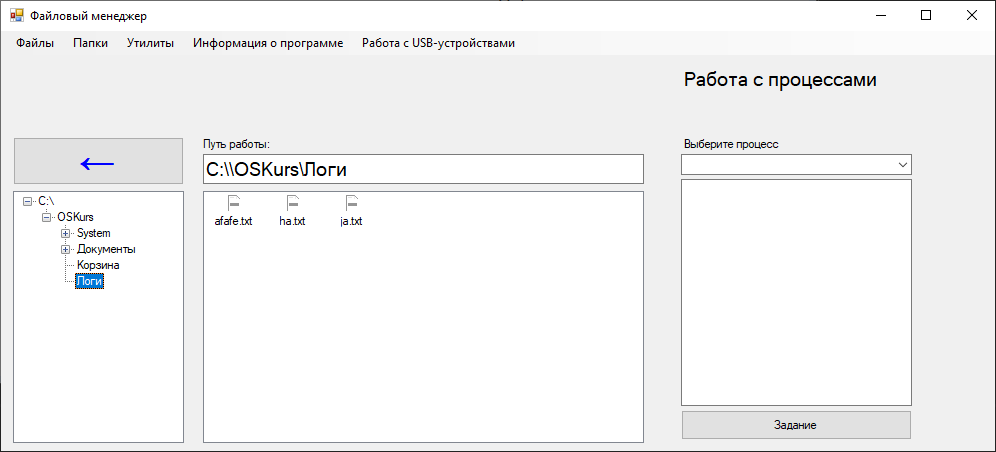 Файловый менеджер
Файлы Папки Утилиты Информация о программе Работа с USB-устройствами
Работа с процессами
←
Путь работы:
C:\\OSKurs\Логи
Выберите процесс
C:\
OSKurs
System
Документы
Корзина
Логи
afafe.txt ha.txt ja.txt
Задание